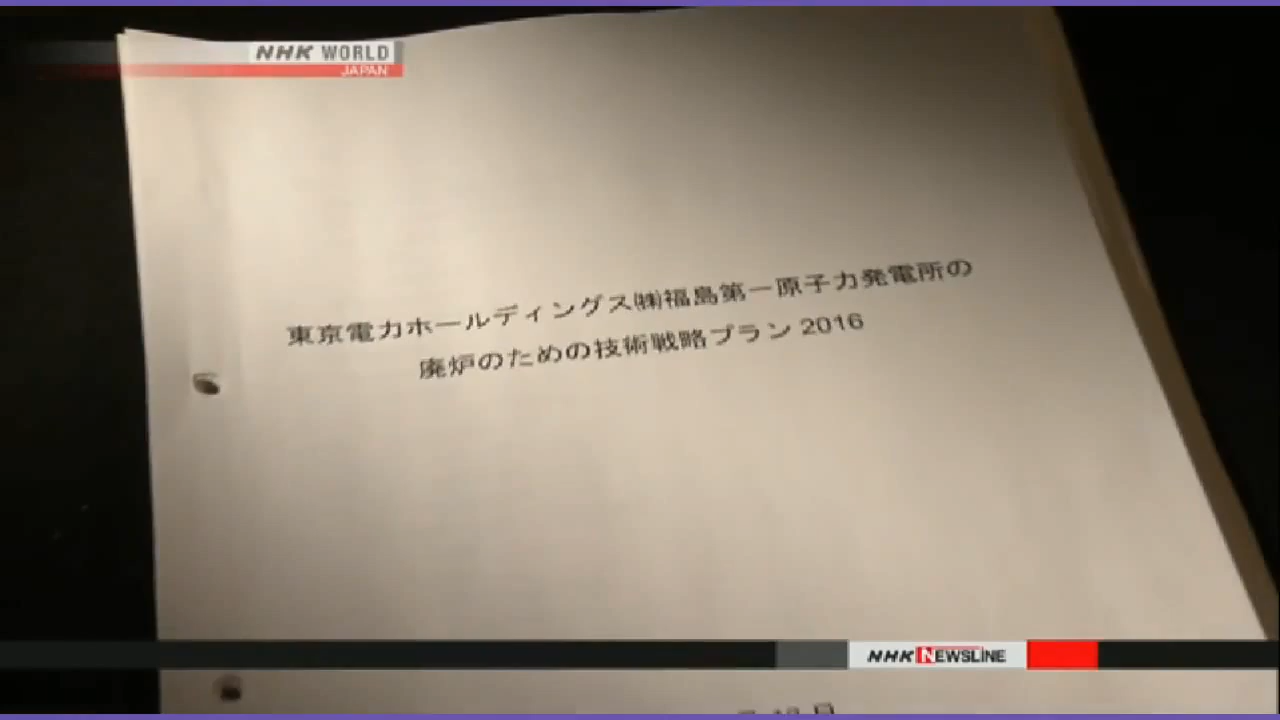 NHK WORLD
JAPAN
東京電力ホールディングス㈱福島第一原子力発電所の
廃炉のための技術戦略プラン 2016
NHK NEWSLINE